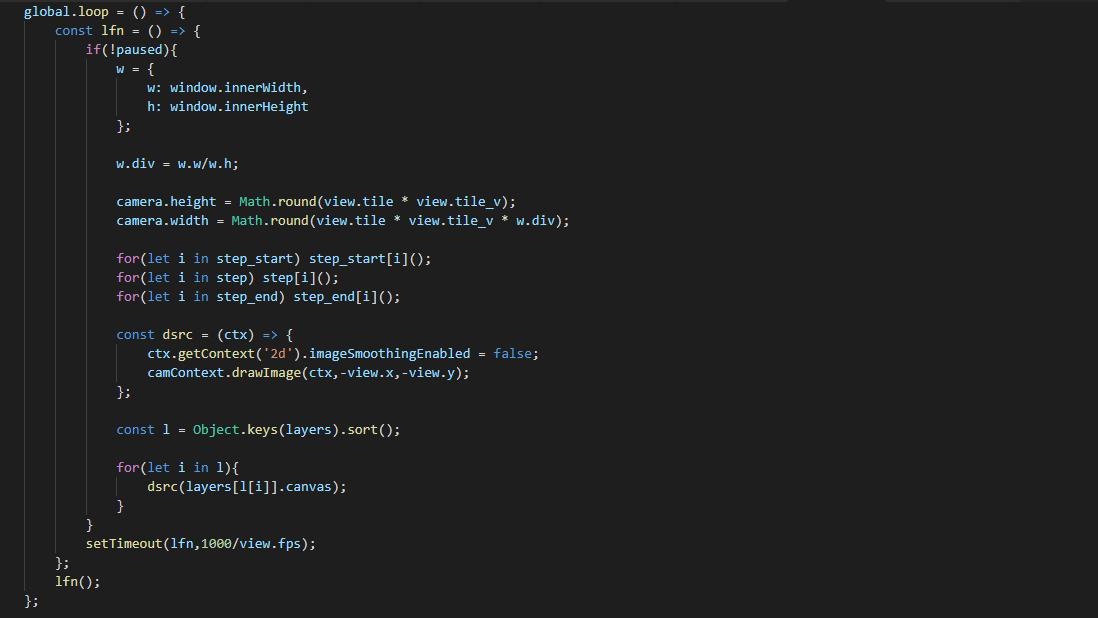 global.loop = () => {
const lfn = () => {
if(!paused){
w = {
w: window.innerWidth,
h: window.innerHeight
};
w.div = w.w/w.h;
camera.height = Math.round(view.tile * view.tile_v);
camera.width = Math.round(view.tile * view.tile_v * w.div);
for(let i in step_start) step_start[i]();
for(let i in step) step[i]();
for(let i in step_end) step_end[i]();
const dsrc = (ctx) => {
ctx.getContext('2d').imageSmoothingEnabled = false;
camContext.drawImage(ctx,-view.x,-view.y);
};
const l = Object.keys(layers).sort();
for(let i in l){
dsrc(layers[l[i]].canvas);
}
}
setTimeout(lfn,1000/view.fps);
};
lfn();
};